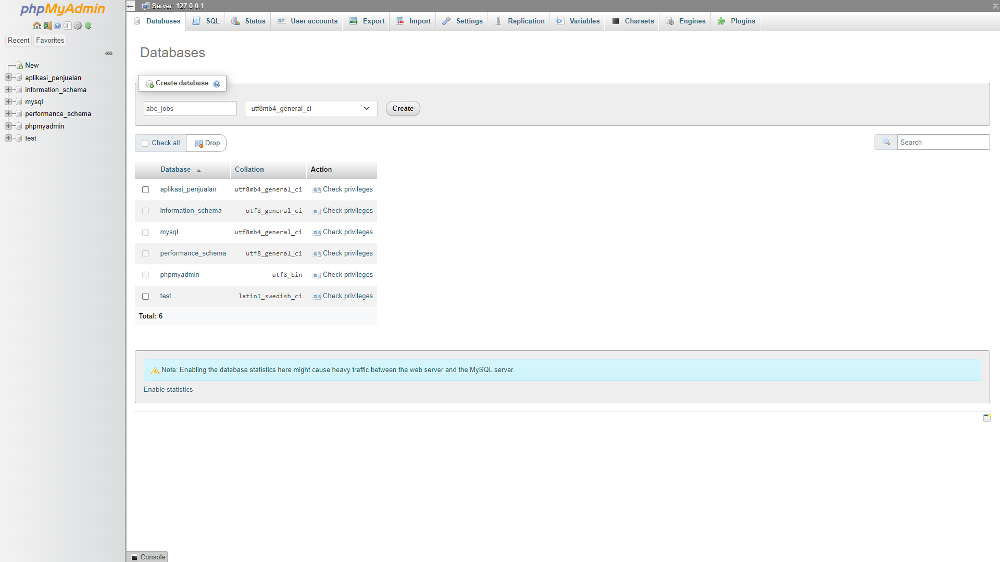 phpMyAdmin
Recent Favorites
New
aplikasi_penjualan
information_schema
mysql
performance_schema
phpmyadmin
test
Server: 127.0.0.1
Databases SQL Status User accounts Export Import Settings Replication Variables Charsets Engines Plugins
Databases
Create database
abc_jobs utf8mb4_general_ci Create
Check all Drop Search
Database Collation Action
aplikasi_penjualan utf8mb4_general_ci Check privileges
information_schema utf8_general_ci Check privileges
mysql utf8mb4_general_ci Check privileges
performance_schema utf8_general_ci Check privileges
phpmyadmin utf8_bin Check privileges
test latin1_swedish_ci Check privileges
Total: 6
Note: Enabling the database statistics here might cause heavy traffic between the web server and the MySQL server.
Enable statistics
Console